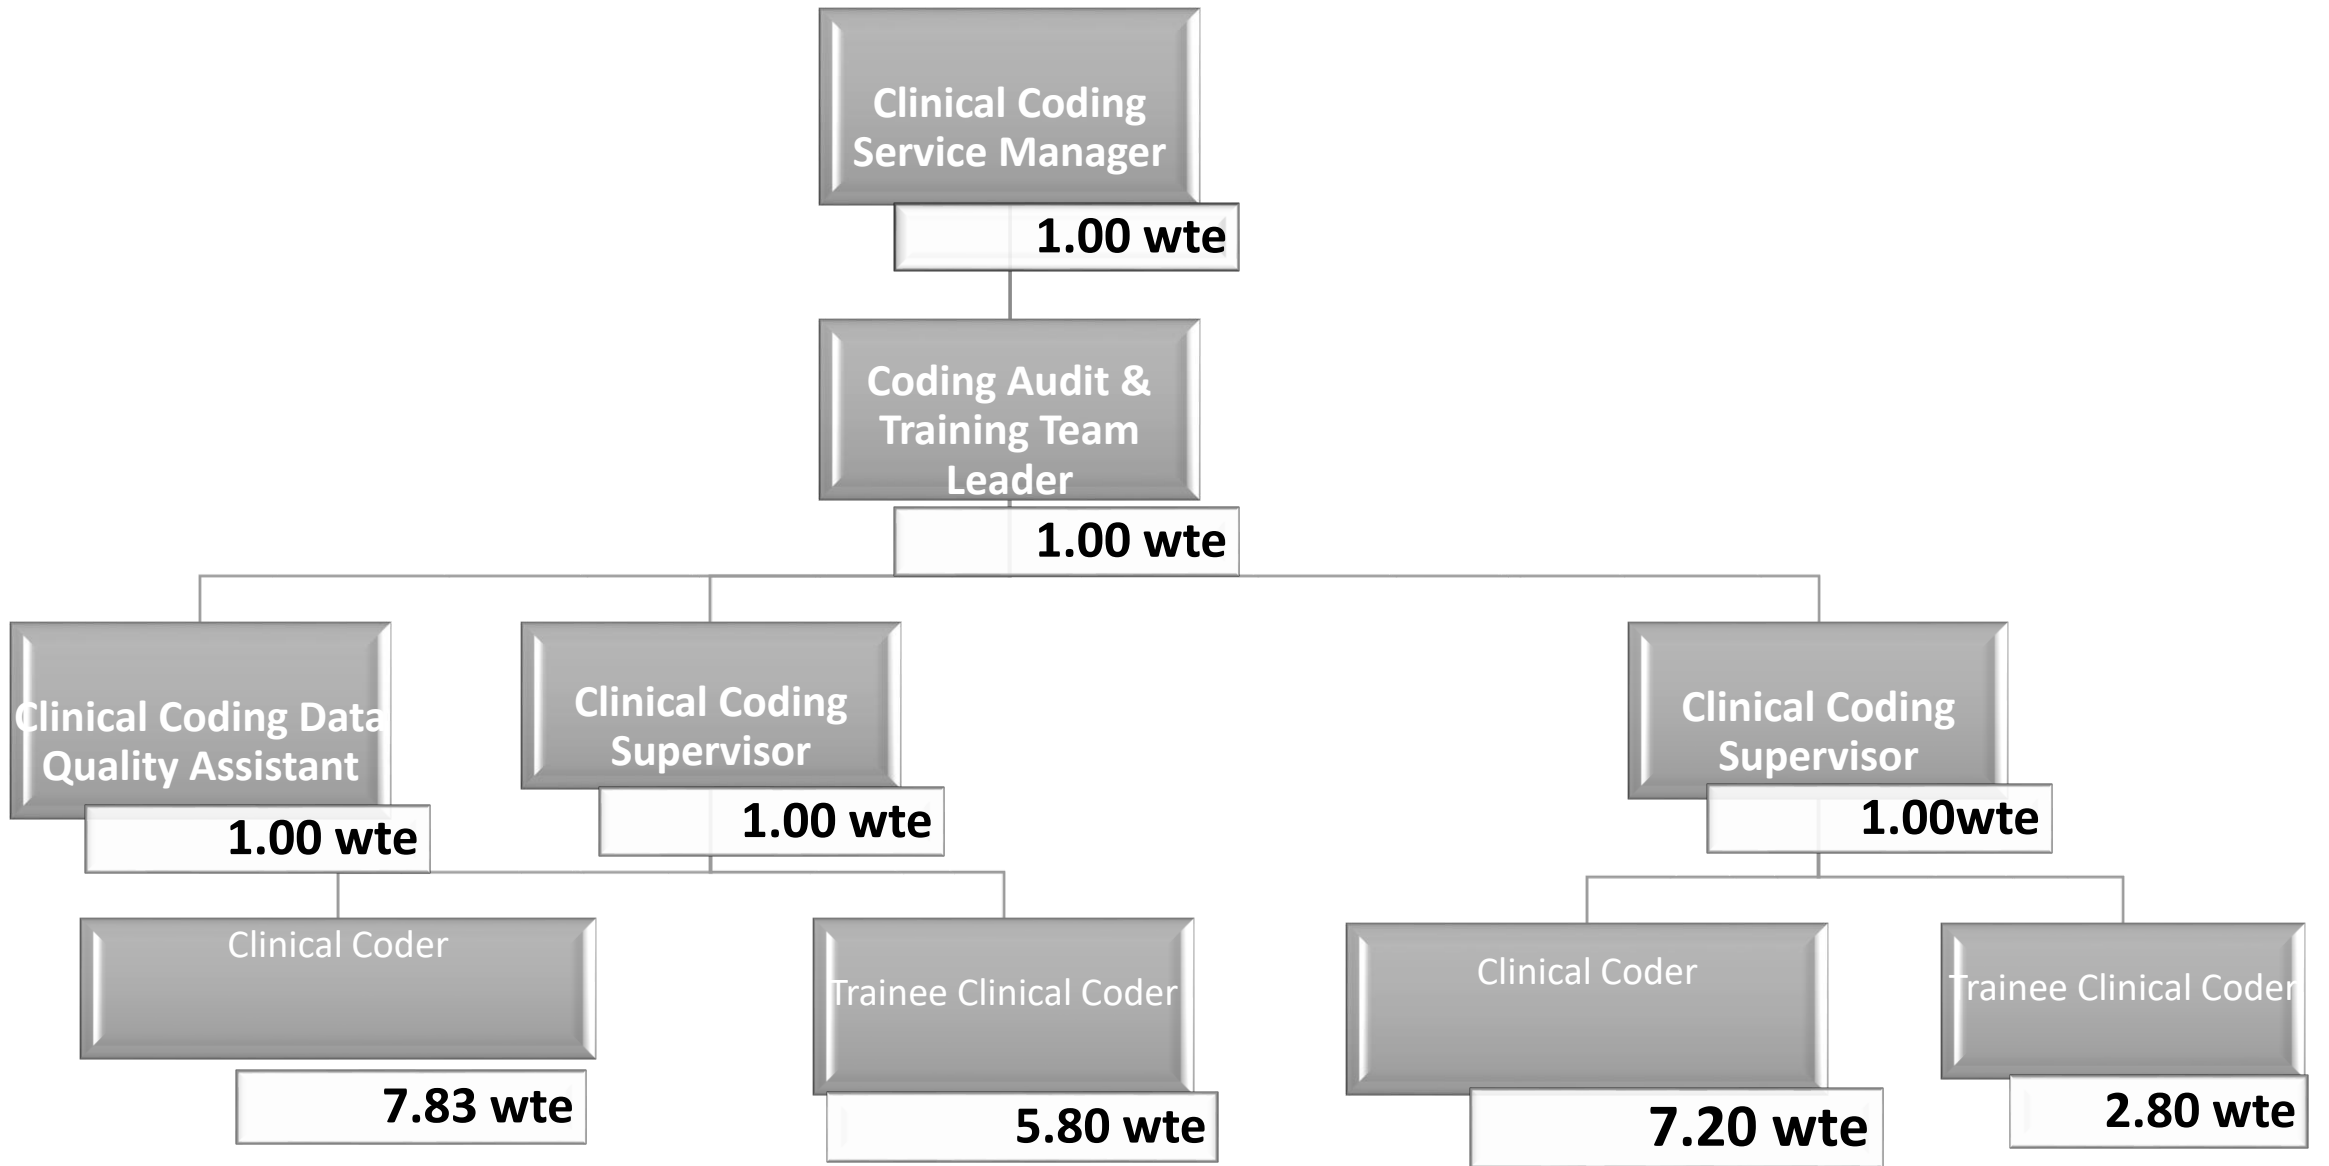 Clinical Coding
Service Manager
1.00 wte
Coding Audit &
Training Team
Leader
1.00 wte
Clinical Coding Data
Quality Assistant
1.00 wte
Clinical Coding
Supervisor
1.00 wte
Clinical Coding
Supervisor
1.00wte
Clinical Coder
7.83 wte
Trainee Clinical Coder
5.80 wte
Clinical Coder
7.20 wte
Trainee Clinical Coder
2.80 wte